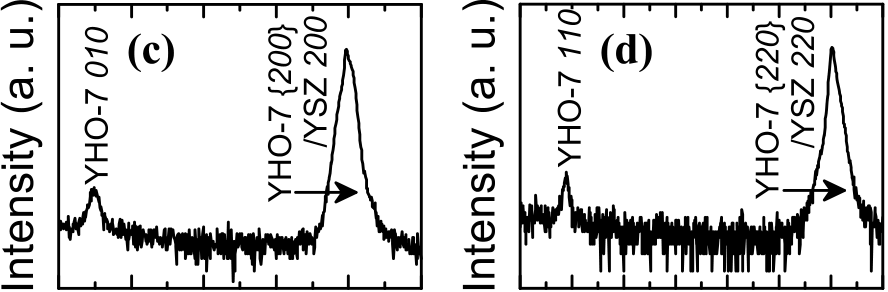 Intensity (a. u.)
(c)
YHO-7 010
YHO-7 {200}
/YSZ 200
Intensity (a. u.)
(d)
YHO-7 110
YHO-7 {220}
/YSZ 220